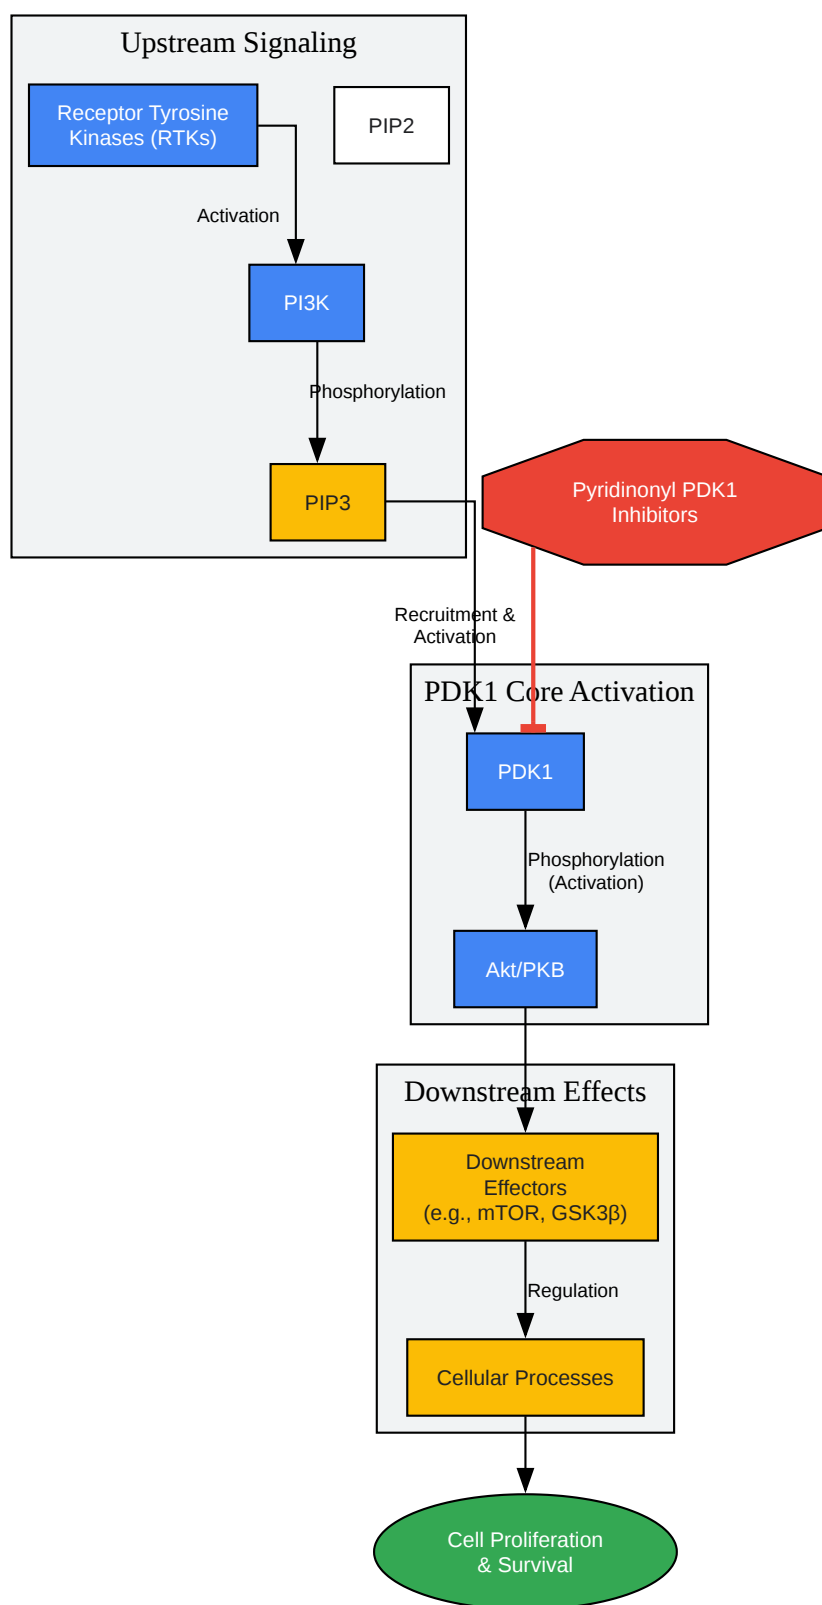 Upstream Signaling
Receptor Tyrosine
Kinases (RTKs)
PIP2
Activation
PI3K
Phosphorylation
PIP3
Pyridinonyl PDK1
Inhibitors
Recruitment &
Activation
PDK1 Core Activation
PDK1
Phosphorylation
(Activation)
Akt/PKB
Downstream Effects
Downstream
Effectors
(e.g., mTOR, GSK3β)
Regulation
Cellular Processes
Cell Proliferation
& Survival